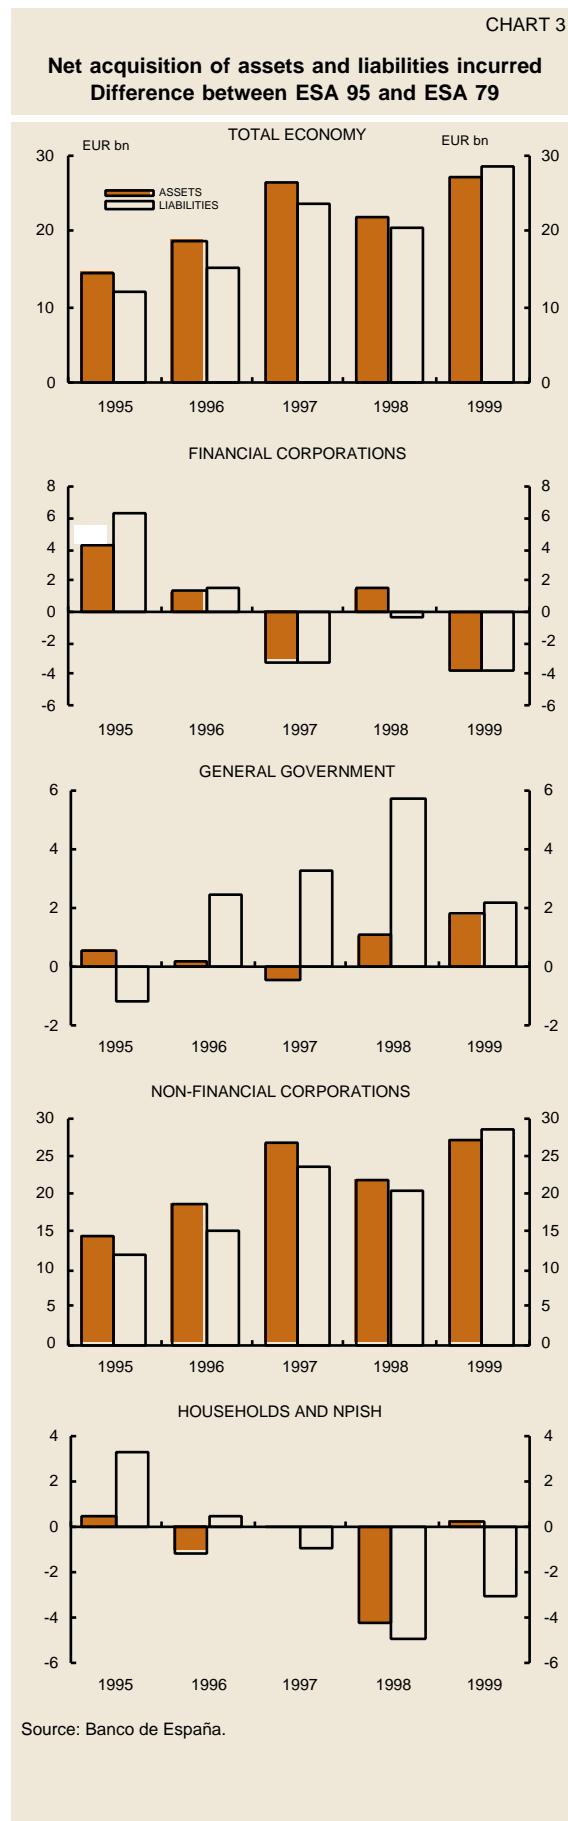 CHART 3
Net acquisition of assets and liabilities incurred
Difference between ESA 95 and ESA 79
TOTAL ECONOMY
EUR bn
EUR bn
ASSETS
LIABILITIES
30 30
20 20
10 10
0 0
1995 1996 1997 1998 1999
FINANCIAL CORPORATIONS
8 8
6 6
4 4
2 2
0 0
-2 -2
-4 -4
-6 -6
1995 1996 1997 1998 1999
GENERAL GOVERNMENT
6 6
4 4
2 2
0 0
-2 -2
1995 1996 1997 1998 1999
NON-FINANCIAL CORPORATIONS
30 30
25 25
20 20
15 15
10 10
5 5
0 0
1995 1996 1997 1998 1999
HOUSEHOLDS AND NPISH
4 4
2 2
0 0
-2 -2
-4 -4
-6 -6
1995 1996 1997 1998 1999
Source: Banco de España.